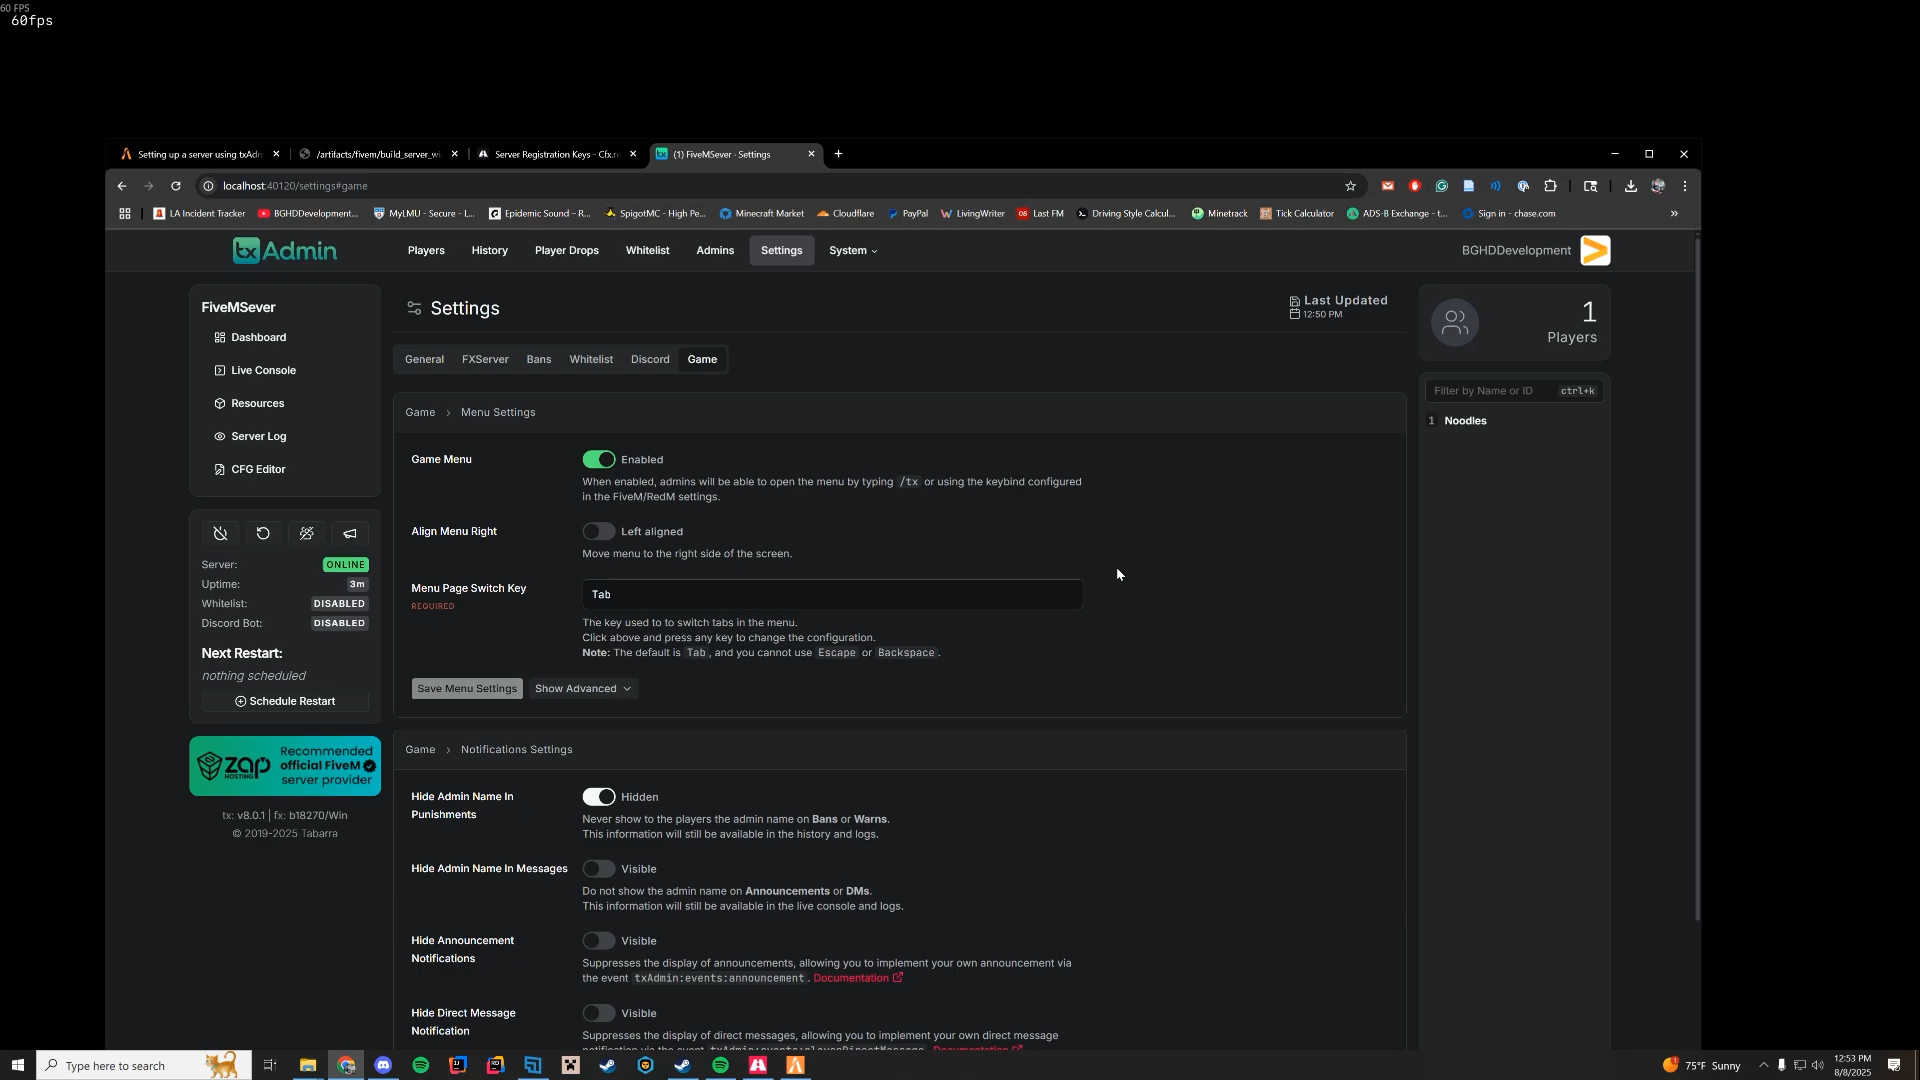 60 FPS
60fps
Setting up a server using txAdn
/artifacts/fivem/build_server_wi
Server Registration Keys - Cfx.re
(1) FiveMSever · Settings
localhost:40120/settings#game
LA Incident Tracker
BGHDDevelopment...
MyLMU - Secure - L...
Epidemic Sound – R...
SpigotMC - High Pe...
Minecraft Market
Cloudflare
PayPal
LivingWriter
Last FM
Driving Style Calcul...
Minetrack
Tick Calculator
ADS-B Exchange - t...
Sign in - chase.com
»
tx Admin
Players
History
Player Drops
Whitelist
Admins
Settings
System
BGHDDevelopment
FiveMSever
Dashboard
Live Console
Resources
Server Log
CFG Editor
Server: ONLINE
Uptime: 3m
Whitelist: DISABLED
Discord Bot: DISABLED
Next Restart:
nothing scheduled
Schedule Restart
ZAP HOSTING
Recommended
official FiveM
server provider
tx: v8.0.1 | fx: b18270/Win
© 2019-2025 Tabarra
Settings
Last Updated
12:50 PM
General
FXServer
Bans
Whitelist
Discord
Game
Game > Menu Settings
Game Menu
Enabled
When enabled, admins will be able to open the menu by typing /tx or using the keybind configured
in the FiveM/RedM settings.
Align Menu Right
Left aligned
Move menu to the right side of the screen.
Menu Page Switch Key
REQUIRED
Tab
The key used to to switch tabs in the menu.
Click above and press any key to change the configuration.
Note: The default is Tab, and you cannot use Escape or Backspace.
Save Menu Settings
Show Advanced
Game > Notifications Settings
Hide Admin Name In
Punishments
Hidden
Never show to the players the admin name on Bans or Warns.
This information will still be available in the history and logs.
Hide Admin Name In Messages
Visible
Do not show the admin name on Announcements or DMs.
This information will still be available in the live console and logs.
Hide Announcement
Notifications
Visible
Suppresses the display of announcements, allowing you to implement your own announcement via
the event txAdmin:events:announcement. Documentation
Hide Direct Message
Notification
Visible
Suppresses the display of direct messages, allowing you to implement your own direct message
notification via the event txAdmin:events:playerDirectMessage. Documentation
1
Players
Filter by Name or ID
ctrl+k
1 Noodles
Type here to search
75°F Sunny
12:53 PM
8/8/2025